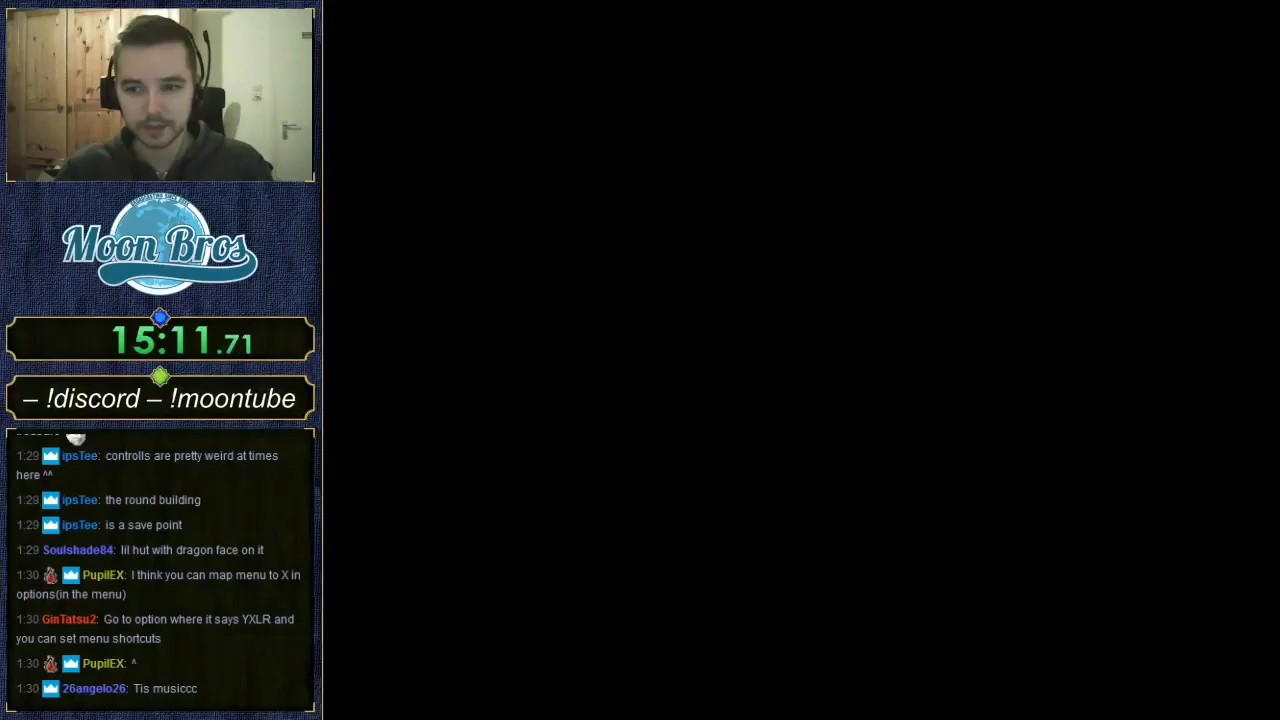 Moon Bros
15:11.71
– !discord – !moontube
1:29 ipsTee: controlls are pretty weird at times
here ^^
1:29 ipsTee: the round building
1:29 ipsTee: is a save point
1:29 Soulshade84: lil hut with dragon face on it
1:30 PupilEX: I think you can map menu to X in
options(in the menu)
1:30 GinTatsu2: Go to option where it says YXLR and
you can set menu shortcuts
1:30 PupilEX: ^
1:30 26angelo26: Tis musiccc